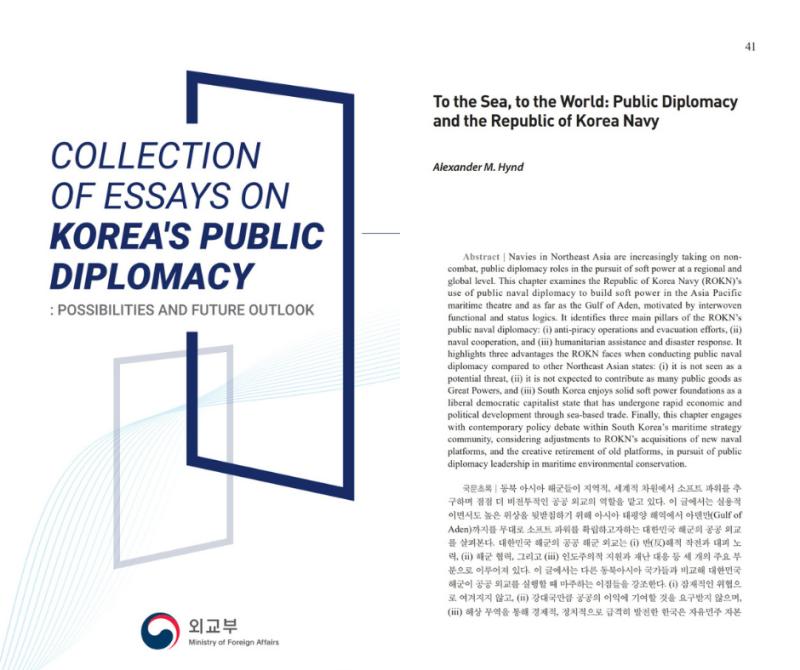 COLLECTION
OF ESSAYS ON
KOREA'S PUBLIC
DIPLOMACY
: POSSIBILITIES AND FUTURE OUTLOOK
외교부
Ministry of Foreign Affairs
41
To the Sea, to the World: Public Diplomacy
and the Republic of Korea Navy
Alexander M. Hynd
Abstract | Navies in Northeast Asia are increasingly taking on non-
combat, public diplomacy roles in the pursuit of soft power at a regional and
global level. This chapter examines the Republic of Korea Navy (ROKN)'s
use of public naval diplomacy to build soft power in the Asia Pacific
maritime theatre and as far as the Gulf of Aden, motivated by interwoven
functional and status logics. It identifies three main pillars of the ROKN's
public naval diplomacy: (i) anti-piracy operations and evacuation efforts, (ii)
naval cooperation, and (iii) humanitarian assistance and disaster response. It
highlights three advantages the ROKN faces when conducting public naval
diplomacy compared to other Northeast Asian states: (i) it is not seen as a
potential threat, (ii) it is not expected to contribute as many public goods as
Great Powers, and (iii) South Korea enjoys solid soft power foundations as a
liberal democratic capitalist state that has undergone rapid economic and
political development through sea-based trade. Finally, this chapter engages
with contemporary policy debate within South Korea's maritime strategy
community, considering adjustments to ROKN's acquisitions of new naval
platforms, and the creative retirement of old platforms, in pursuit of public
diplomacy leadership in maritime environmental conservation.
국문초록 | 동북 아시아 해군들이 지역적, 세계적 차원에서 소프트 파워를 추
구하며 점점 더 비전투적인 공공 외교의 역할을 맡고 있다. 이 글에서는 실용적
이면서도 높은 위상을 뒷받침하기 위해 아시아 태평양 해역에서 아덴만(Gulf of
Aden)까지를 무대로 소프트 파워를 확립하고자하는 대한민국 해군의 공공 외교
를 살펴본다. 대한민국 해군의 공공 해군 외교는 (i) 반(反)해적 작전과 대피 노
력, (ii) 해군 협력, 그리고 (iii) 인도주의적 지원과 재난 대응 등 세 개의 주요 부
분으로 이루어져 있다. 이 글에서는 다른 동북아시아 국가들과 비교해 대한민국
해군이 공공 외교를 실행할 때 마주하는 이점들을 강조한다. (i) 잠재적인 위협으
로 여겨지지 않고, (ii) 강대국만큼 공공의 이익에 기여할 것을 요구받지 않으며,
(iii) 해상 무역을 통해 경제적, 정치적으로 급격히 발전한 한국은 자유민주 자본